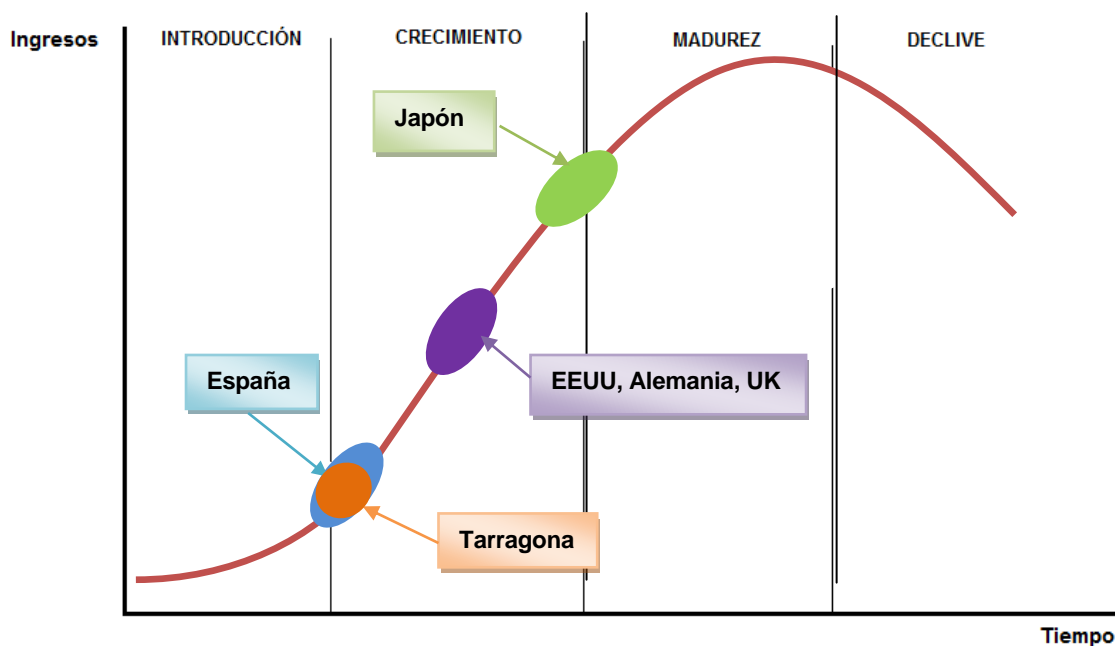 Ingresos
INTRODUCCIÓN
CRECIMIENTO
MADUREZ
DECLIVE
Japón
España
EEUU, Alemania, UK
Tarragona
Tiempo